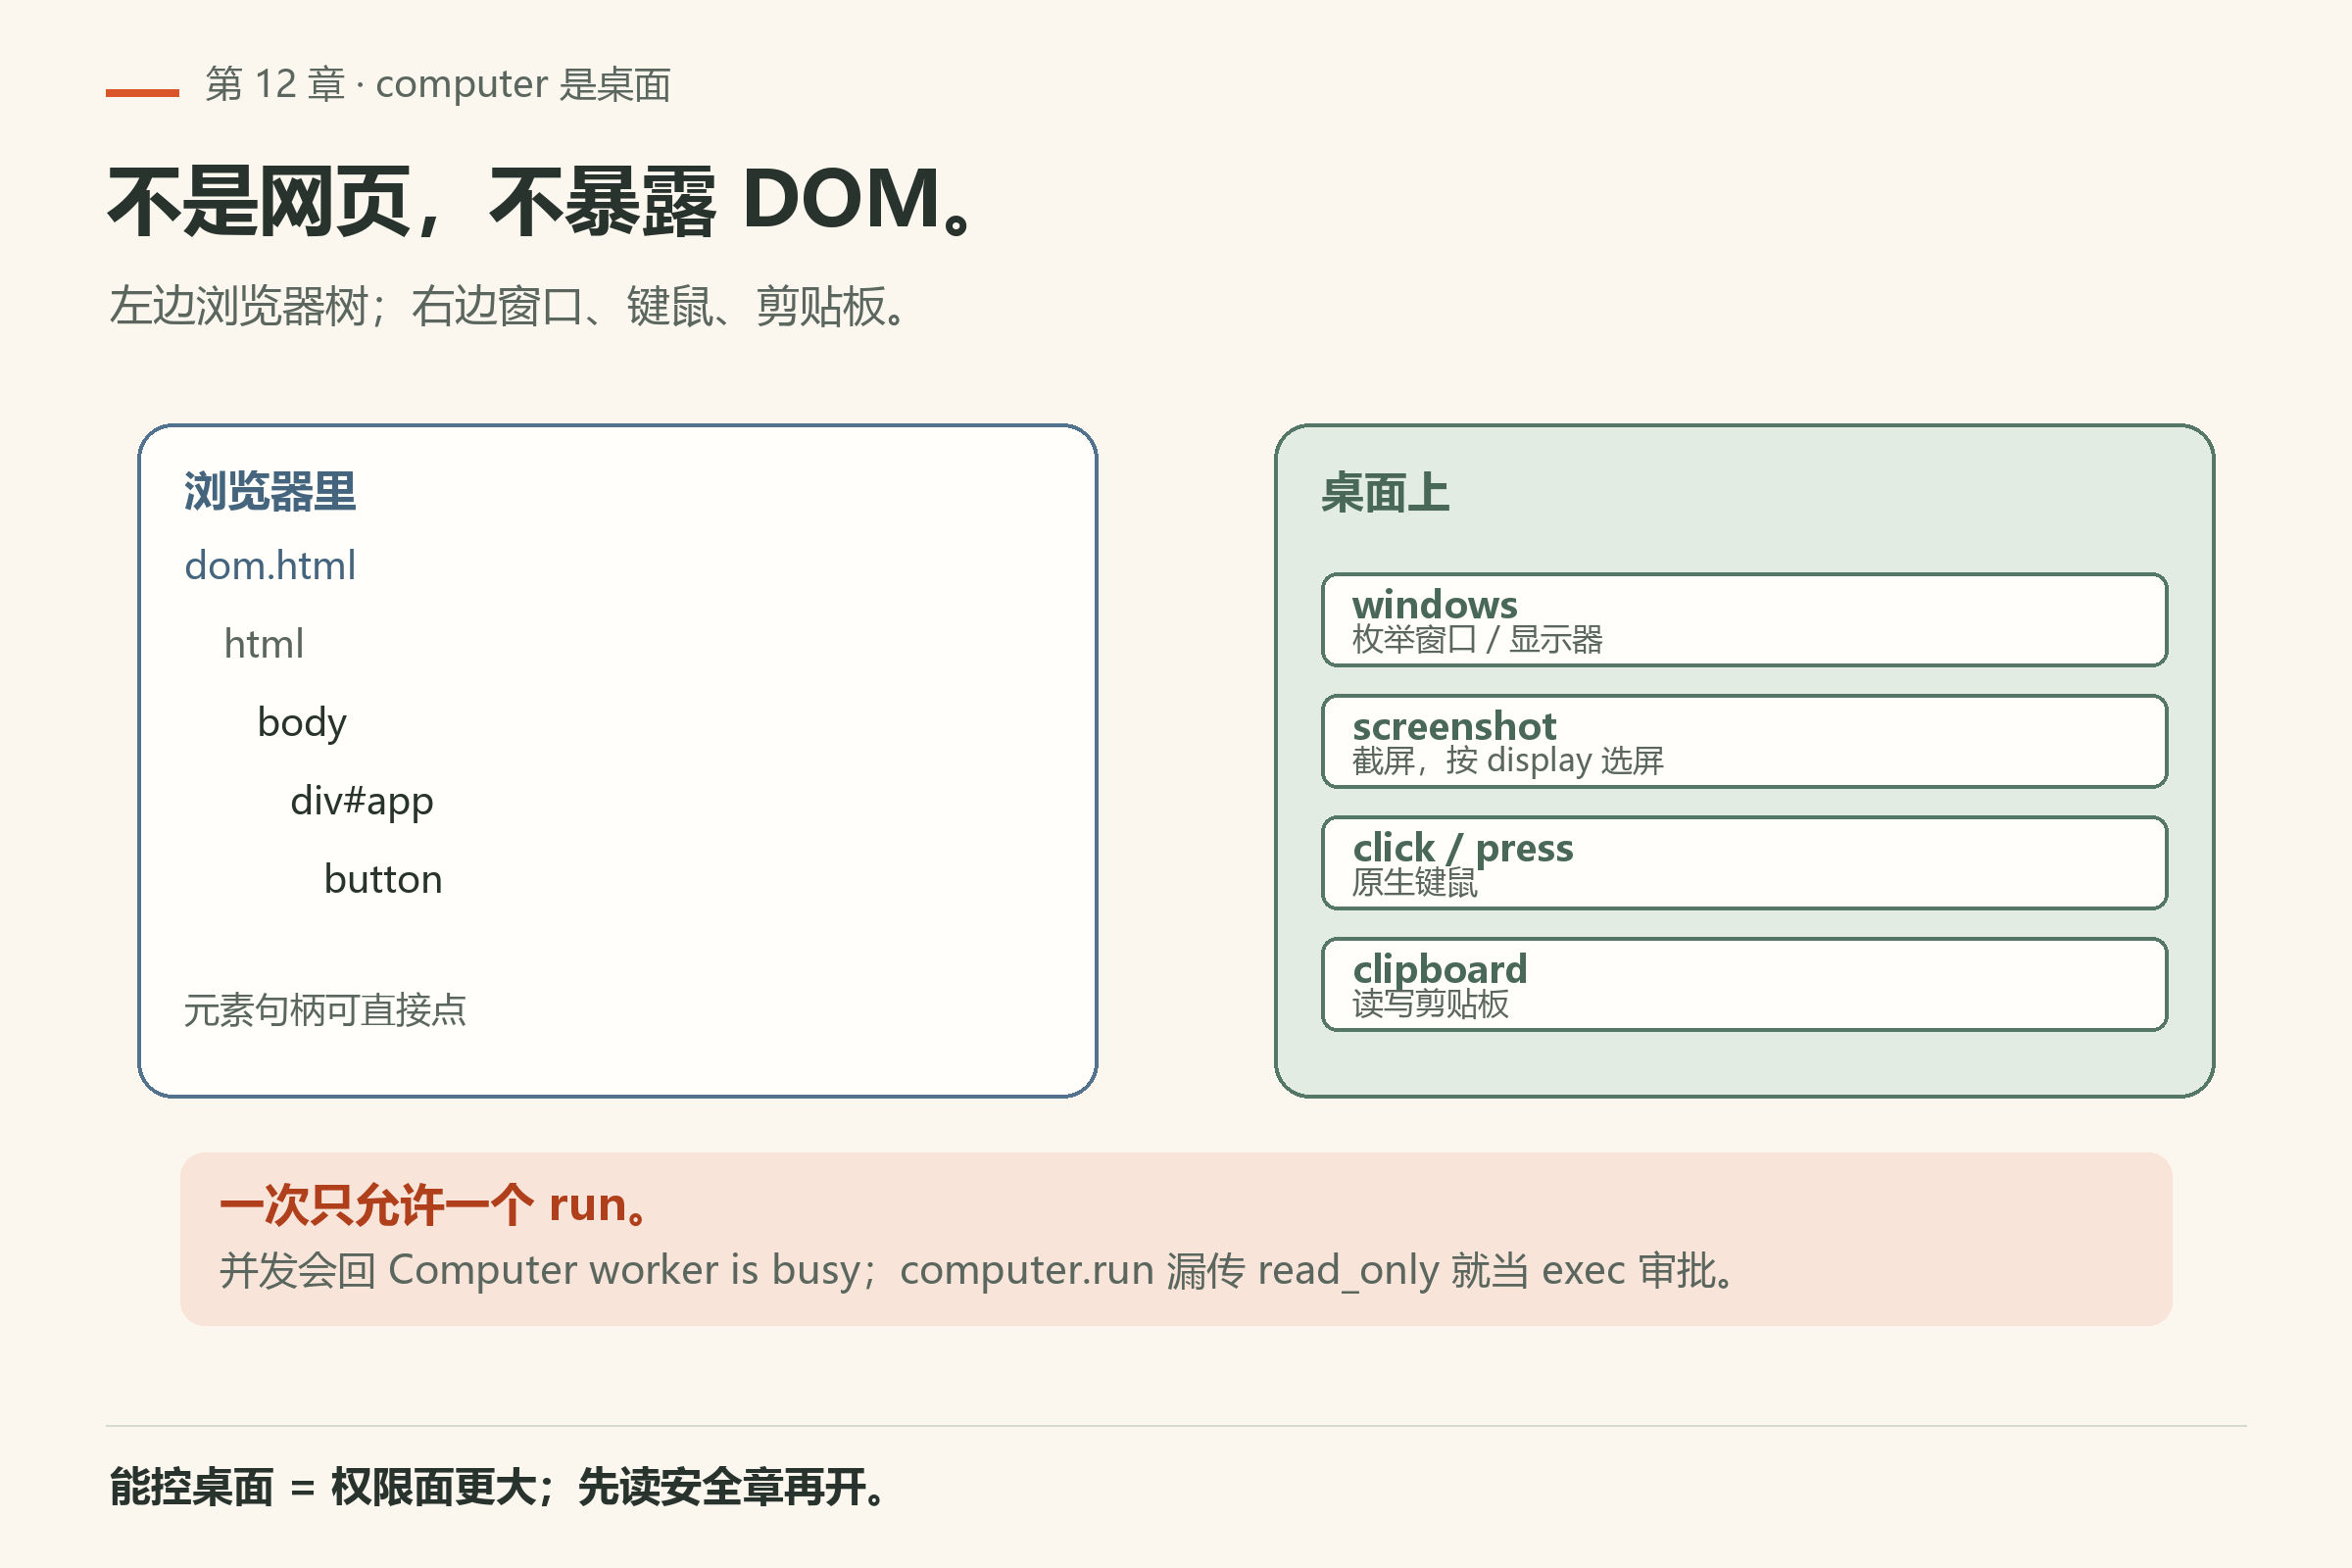 第 12 章 · computer 是桌面
不是网页，不暴露 DOM。
左边浏览器树；右边窗口、键鼠、剪贴板。
浏览器里
dom.html
html
body
div#app
button
元素句柄可直接点
桌面上
windows
枚举窗口 / 显示器
screenshot
截屏，按 display 选屏
click / press
原生键鼠
clipboard
读写剪贴板
一次只允许一个 run。
并发会回 Computer worker is busy；computer.run 漏传 read_only 就当 exec 审批。
能控桌面 = 权限面更大；先读安全章再开。